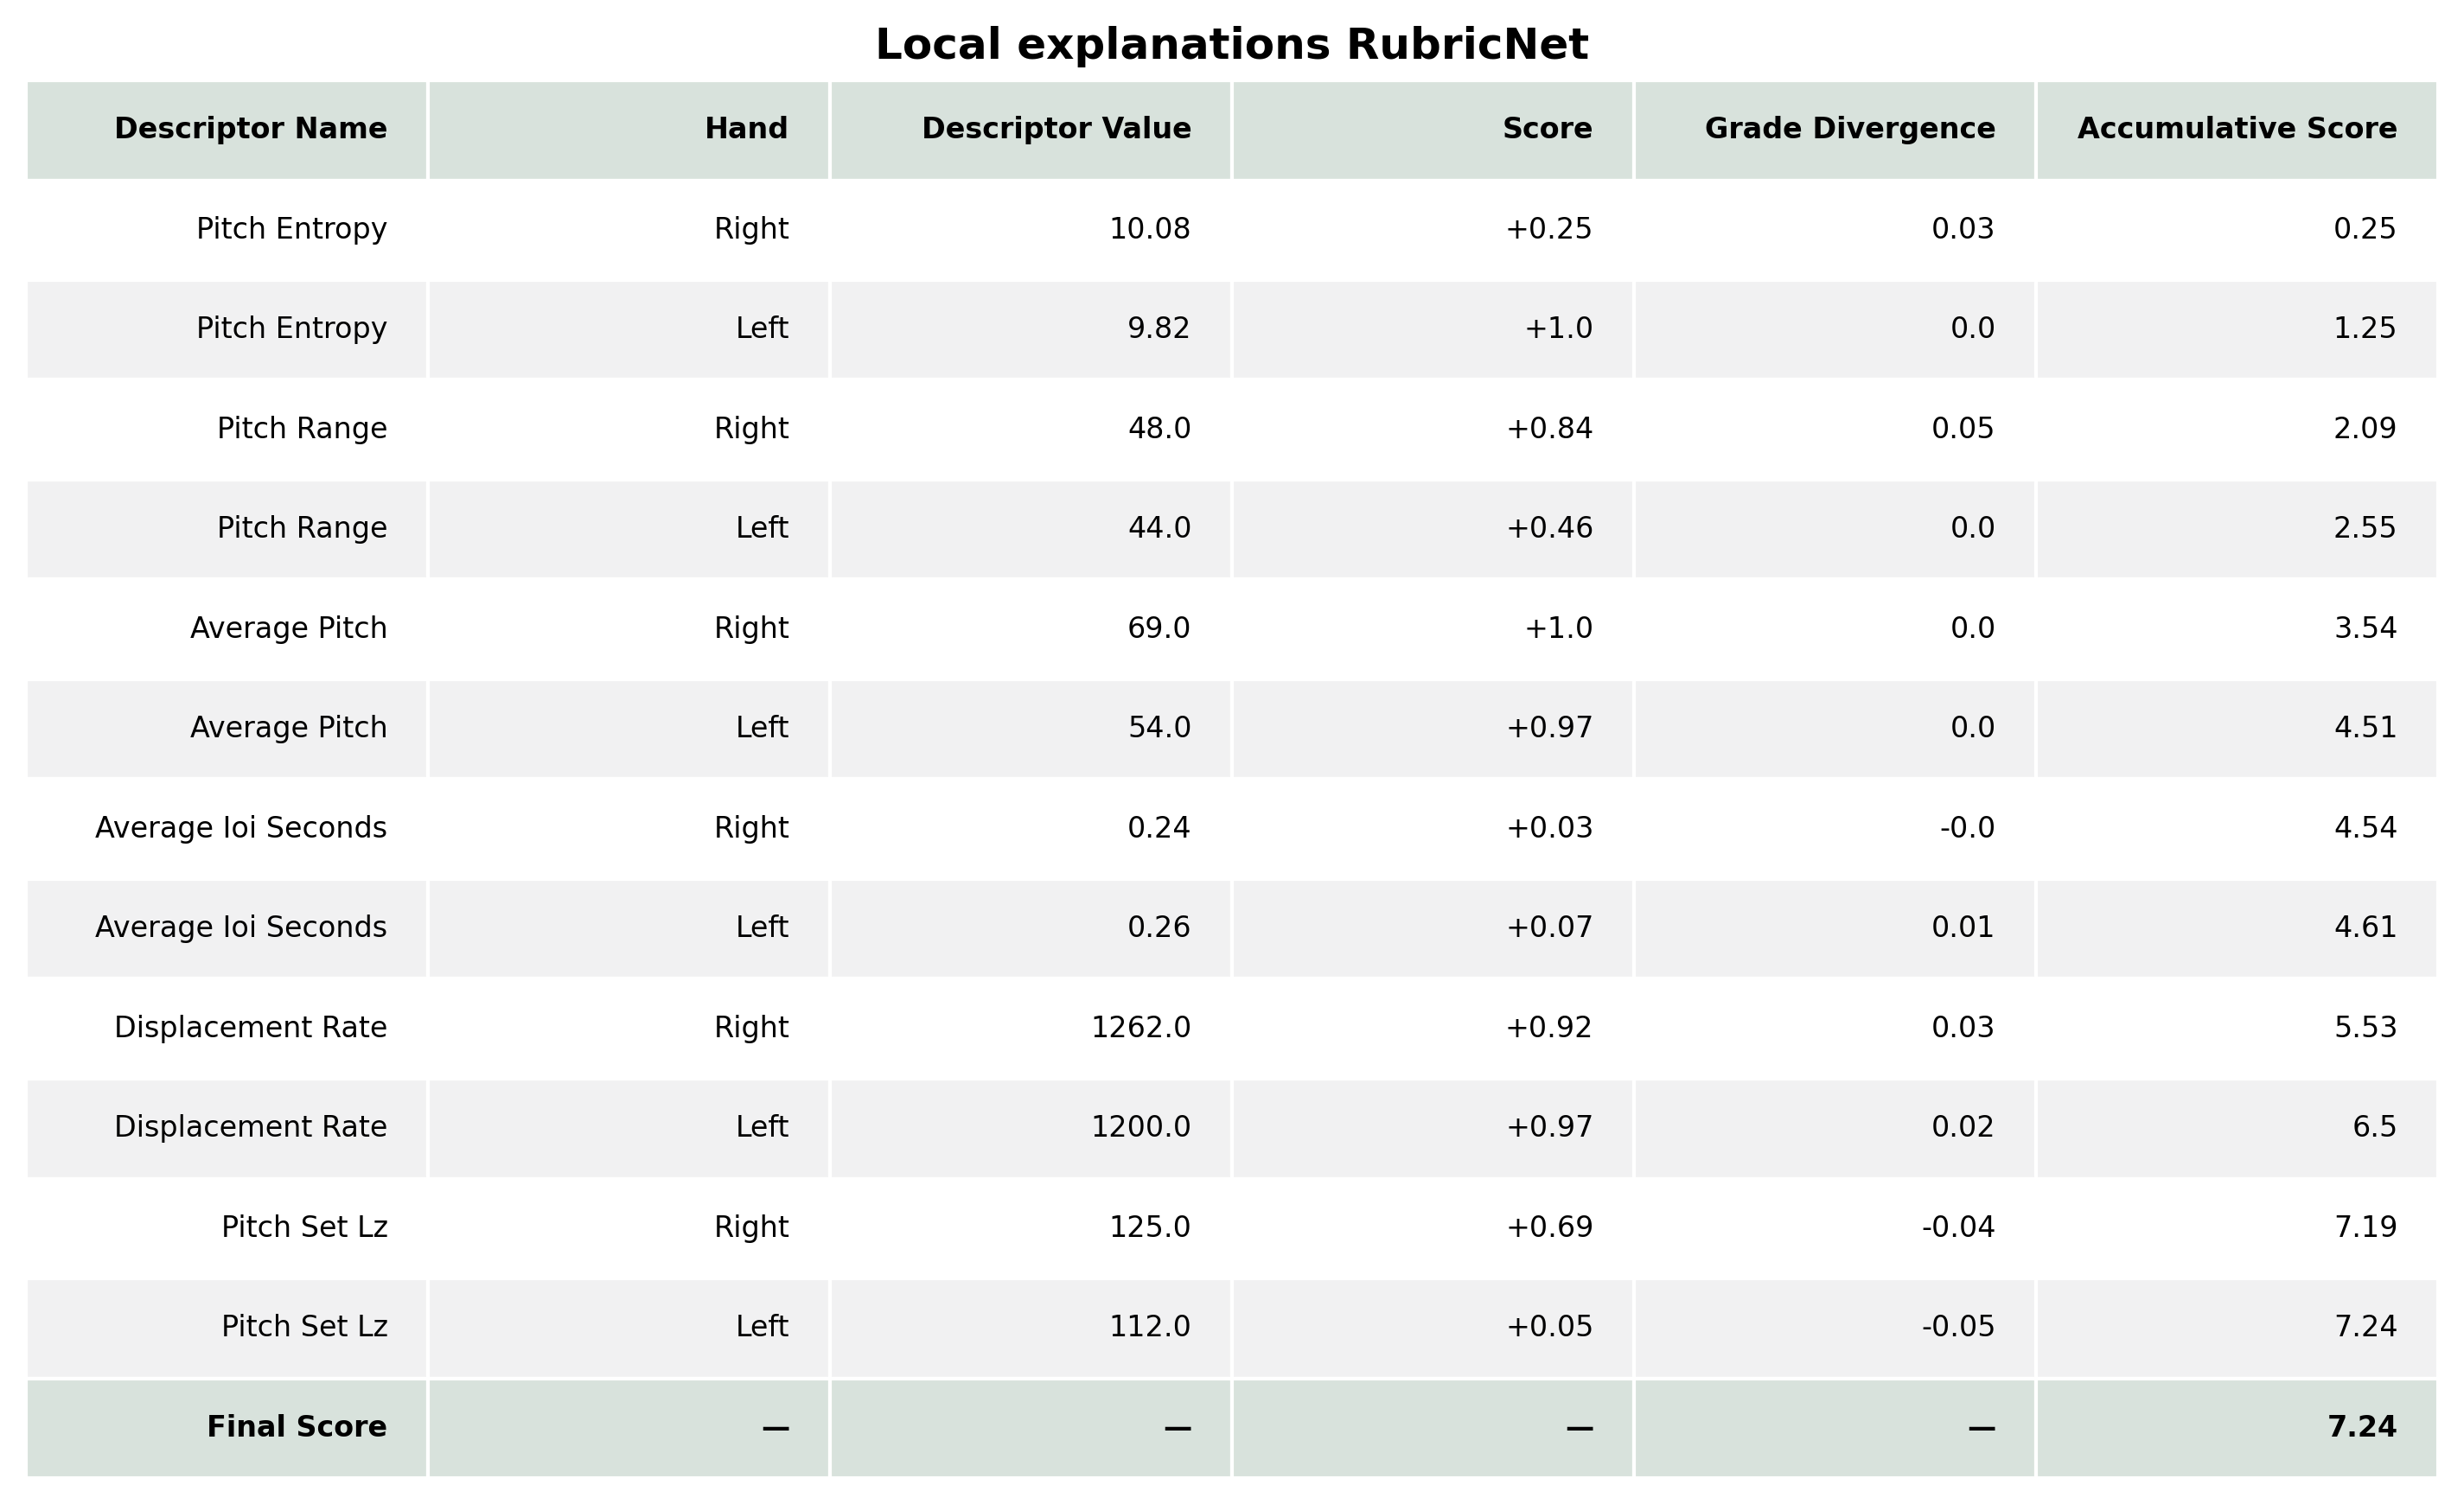 Local explanations RubricNet
Descriptor Name Hand Descriptor Value Score Grade Divergence Accumulative Score
Pitch Entropy Right 10.08 +0.25 0.03 0.25
Pitch Entropy Left 9.82 +1.0 0.0 1.25
Pitch Range Right 48.0 +0.84 0.05 2.09
Pitch Range Left 44.0 +0.46 0.0 2.55
Average Pitch Right 69.0 +1.0 0.0 3.54
Average Pitch Left 54.0 +0.97 0.0 4.51
Average Ioi Seconds Right 0.24 +0.03 -0.0 4.54
Average Ioi Seconds Left 0.26 +0.07 0.01 4.61
Displacement Rate Right 1262.0 +0.92 0.03 5.53
Displacement Rate Left 1200.0 +0.97 0.02 6.5
Pitch Set Lz Right 125.0 +0.69 -0.04 7.19
Pitch Set Lz Left 112.0 +0.05 -0.05 7.24
Final Score — — — — 7.24